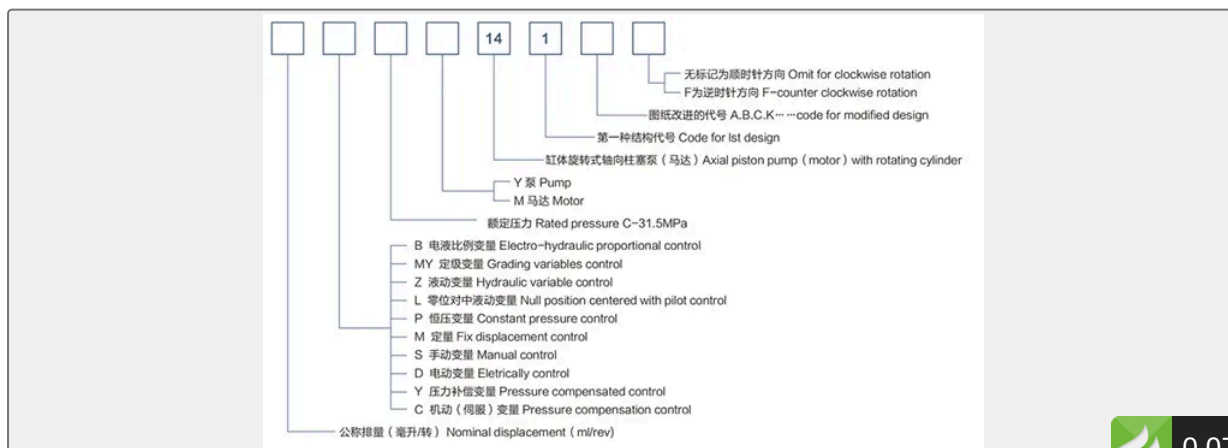 14 1
无标记为顺时针方向 Omit for clockwise rotation
F为逆时针方向 F-counter clockwise rotation
图纸改进的代号 A.B.C.K……code for modified design
第一种结构代号 Code for lst design
缸体旋转式轴向柱塞泵（马达）Axial piston pump（motor）with rotating cylinder
Y 泵 Pump
M 马达 Motor
额定压力 Rated pressure C-31.5MPa
B 电液比例变量 Electro-hydraulic proportional control
MY 定级变量 Grading variables control
Z 液动变量 Hydraulic variable control
L 零位对中液动变量 Null position centered with pilot control
P 恒压变量 Constant pressure control
M 定量 Fix displacement control
S 手动变量 Manual control
D 电动变量 Eletrically control
Y 压力补偿变量 Pressure compensated control
C 机动（伺服）变量 Pressure compensation control
公称排量（毫升/转）Nominal displacement（ml/rev)